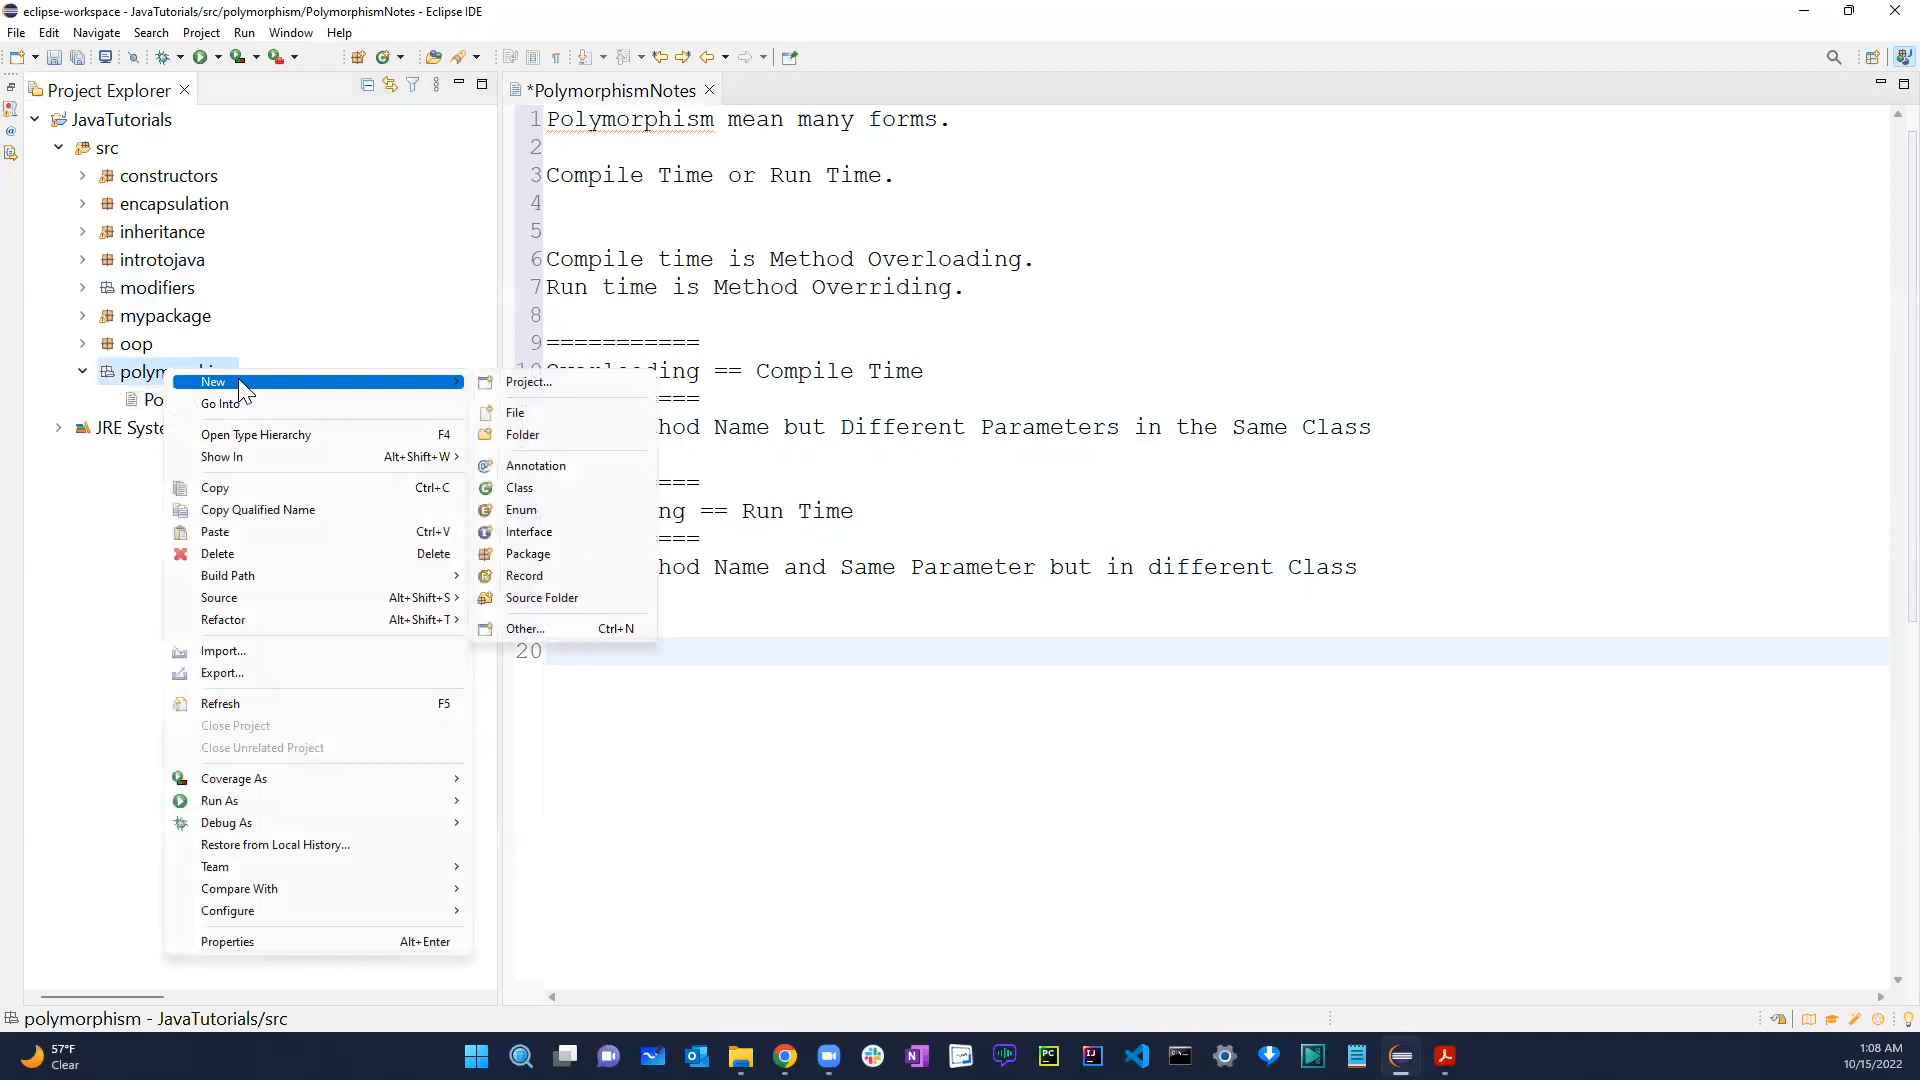 eclipse-workspace - JavaTutorials/src/polymorphism/PolymorphismNotes - Eclipse IDE
File Edit Navigate Search Project Run Window Help
Project Explorer
*PolymorphismNotes
JavaTutorials
src
constructors
encapsulation
inheritance
introtojava
modifiers
mypackage
oop
JRE Syste
1 Polymorphism mean many forms.
2
3 Compile Time or Run Time.
4
5
6 Compile time is Method Overloading.
7 Run time is Method Overriding.
8
9 ===========
ing == Compile Time
====
hod Name but Different Parameters in the Same Class
====
ng == Run Time
====
hod Name and Same Parameter but in different Class
20
New
Go Into
Open Type Hierarchy F4
Show In Alt+Shift+W
Copy Ctrl+C
Copy Qualified Name
Paste Ctrl+V
Delete Delete
Build Path
Source Alt+Shift+S
Refactor Alt+Shift+T
Import...
Export...
Refresh F5
Close Project
Close Unrelated Project
Coverage As
Run As
Debug As
Restore from Local History...
Team
Compare With
Configure
Properties Alt+Enter
Project...
File
Folder
Annotation
Class
Enum
Interface
Package
Record
Source Folder
Other... Ctrl+N
polymorphism - JavaTutorials/src
57°F
Clear
1:08 AM
10/15/2022